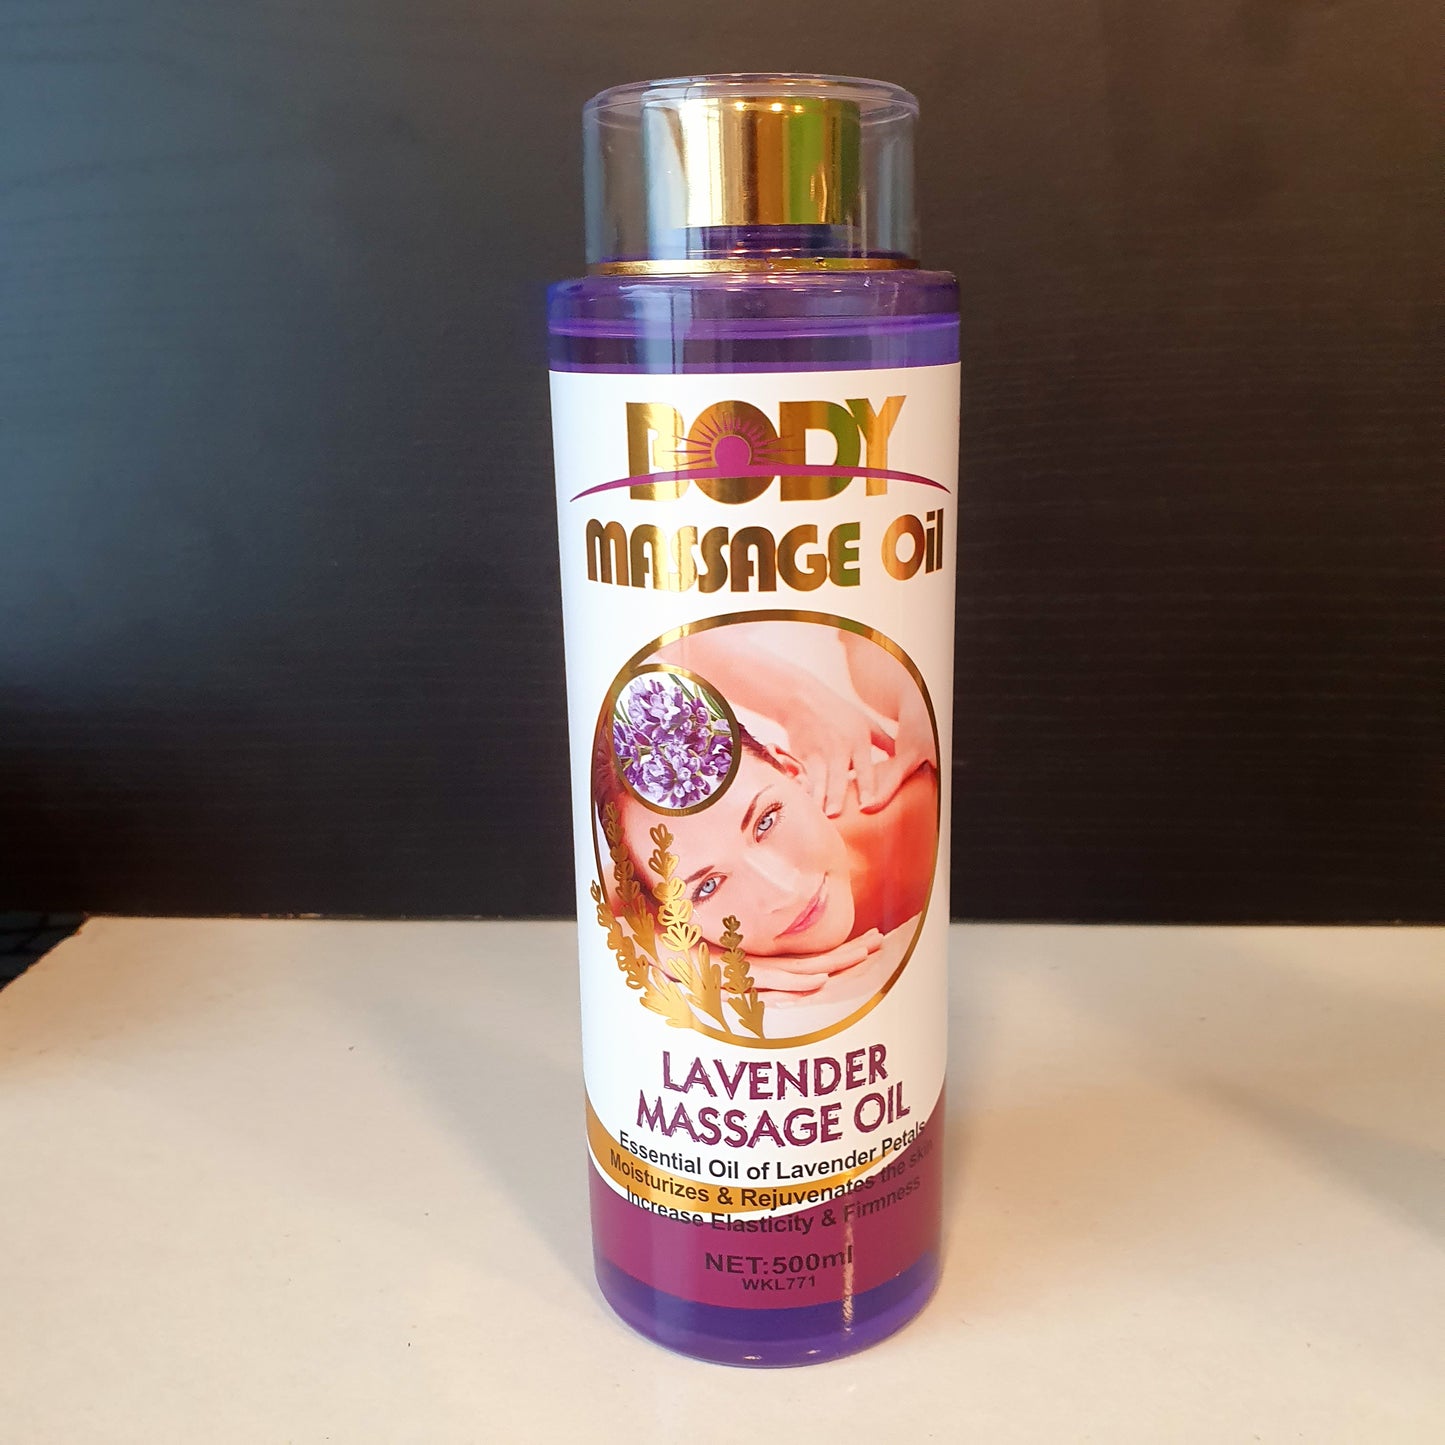 BODY
MASSAGE Oil
LAVENDER
MASSAGE OIL
Essential Oil of Lavender Petals
Moisturizes & Rejuvenates the skin
Increase Elasticity & Firmness
NET:500ml
WKL771